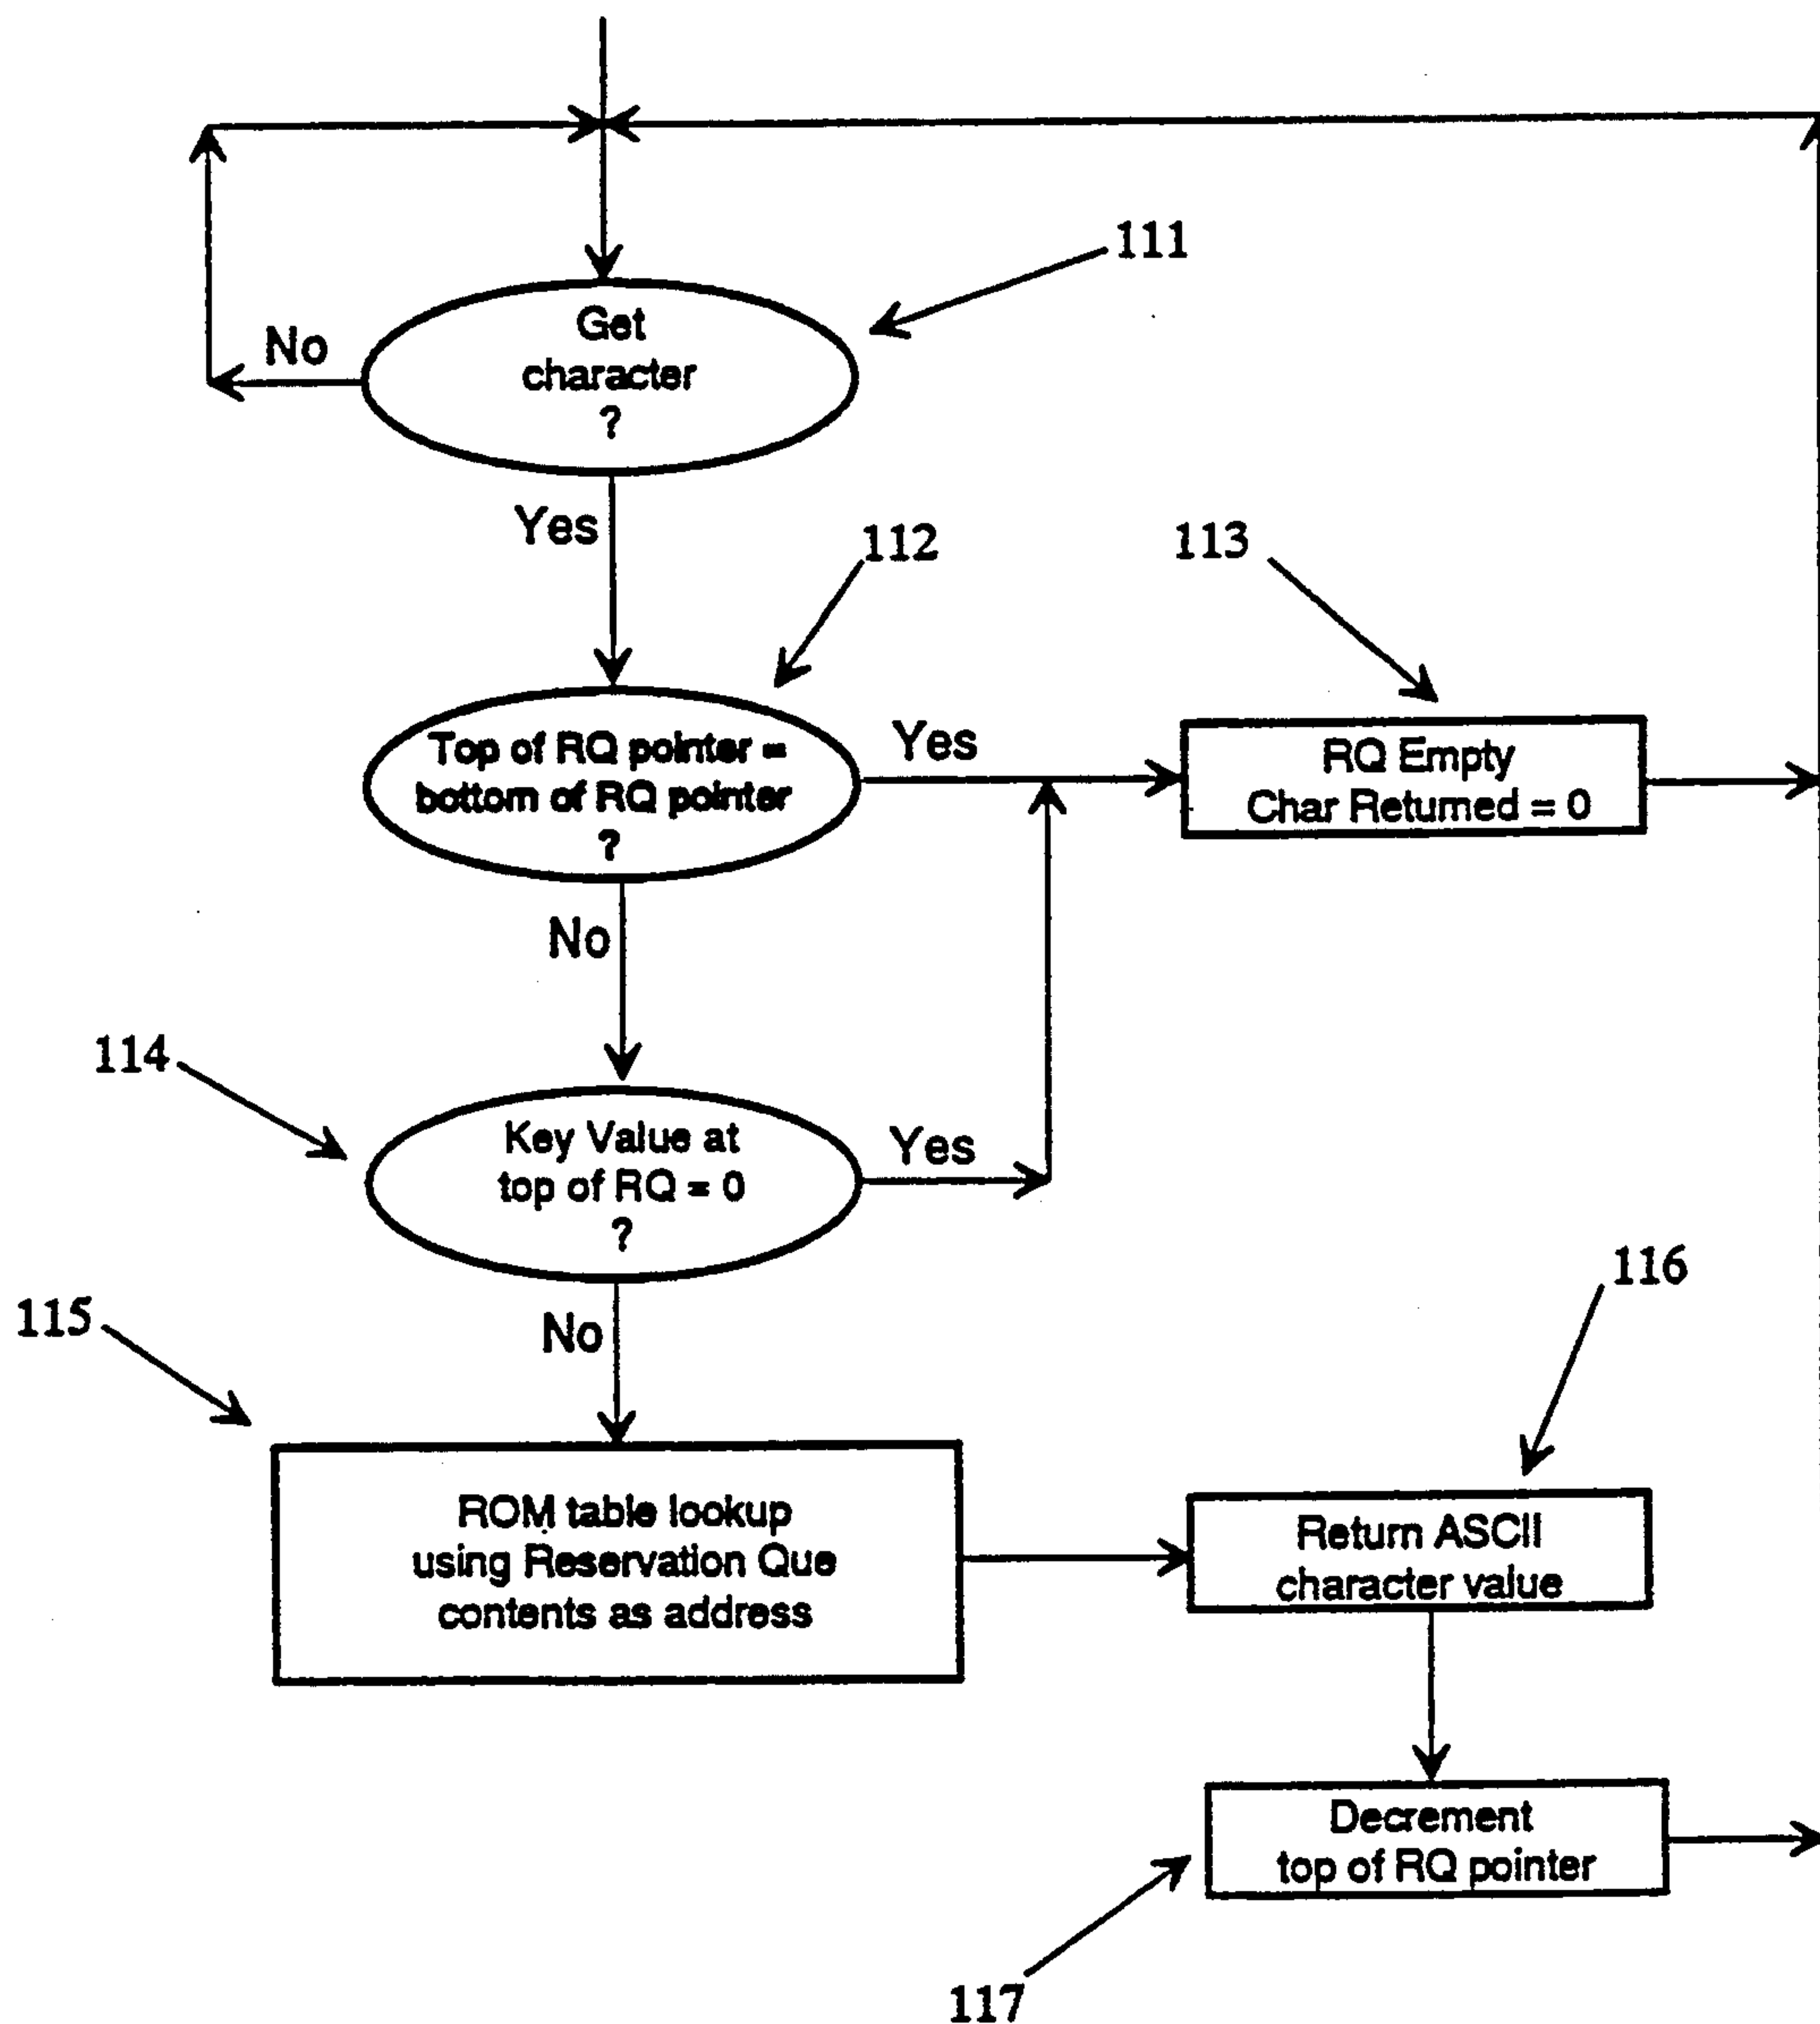 111
Get
character
?
No
Yes
112
113
Top of RQ pointer =
bottom of RQ pointer
?
Yes
RQ Empty
Char Returned = 0
No
114
Key Value at
top of RQ = 0
?
Yes
116
115
No
ROM table lookup
using Reservation Que
contents as address
Return ASCII
character value
Decrement
top of RQ pointer
117